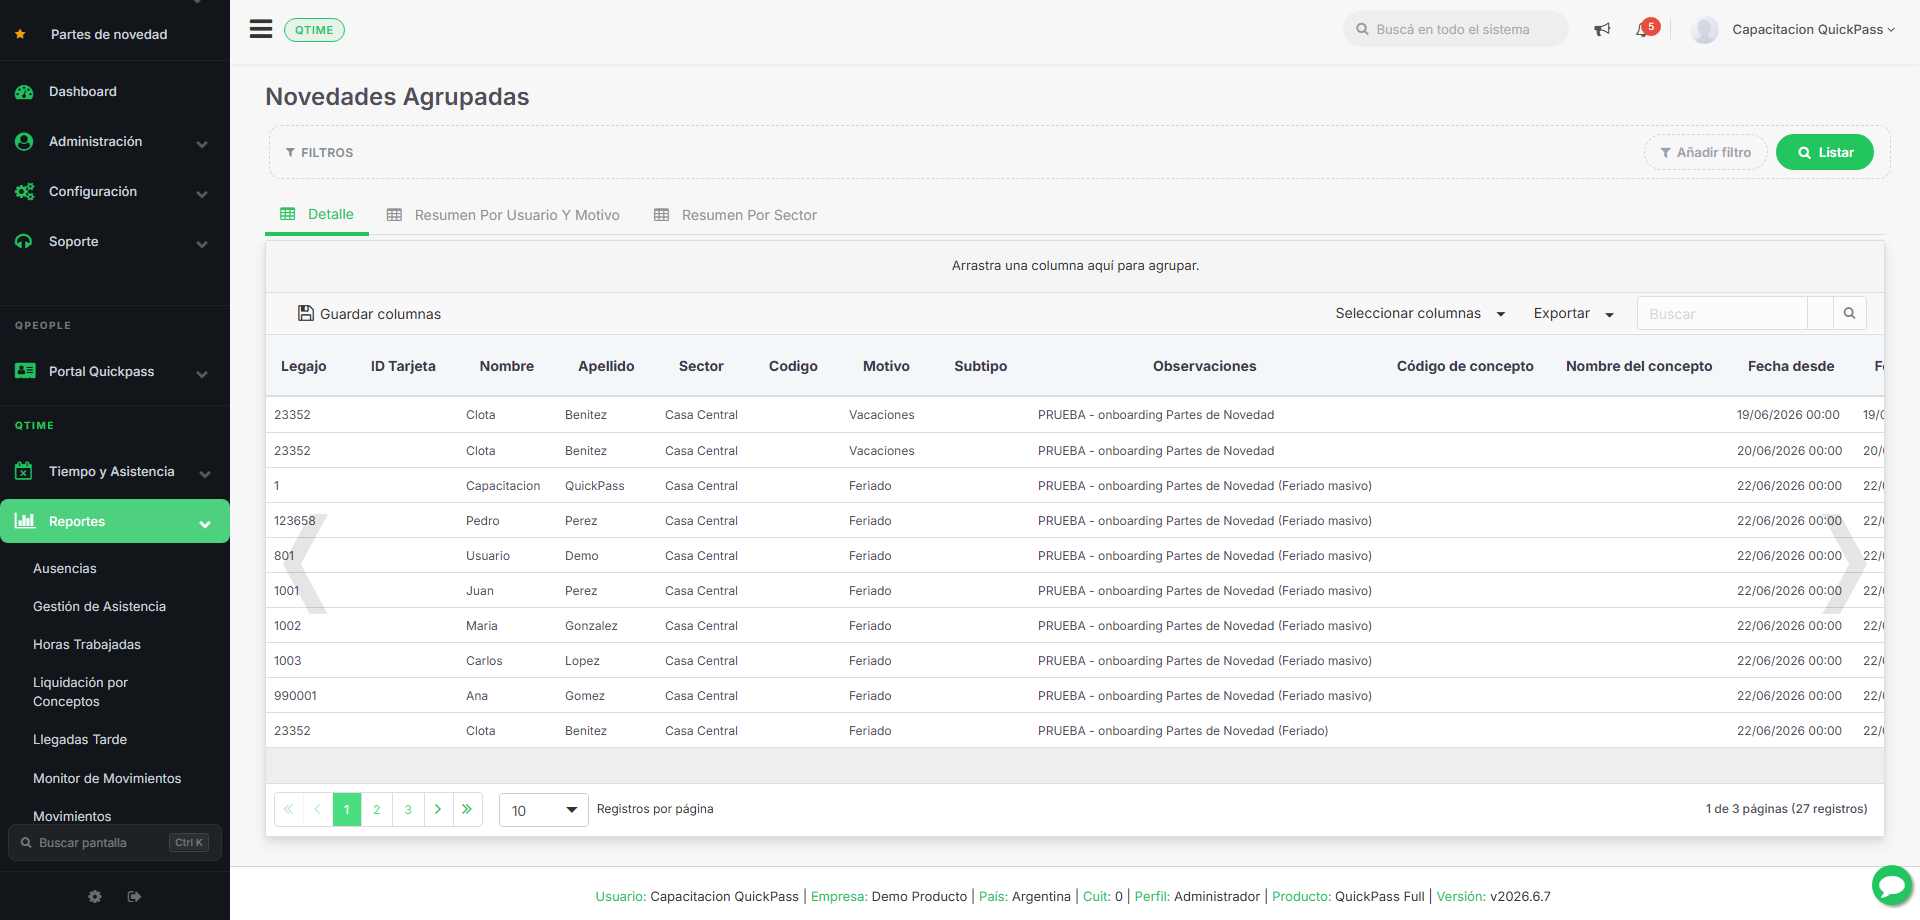 Partes de novedad
Dashboard
Administración
Configuración
Soporte
QPEOPLE
Portal Quickpass
QTIME
Tiempo y Asistencia
Reportes
Ausencias
Gestión de Asistencia
Horas Trabajadas
Liquidación por
Conceptos
Llegadas Tarde
Monitor de Movimientos
Movimientos
Buscar pantalla Ctrl K
QTIME
Buscá en todo el sistema
5
Capacitacion QuickPass
Novedades Agrupadas
FILTROS
Añadir filtro
Listar
Detalle
Resumen Por Usuario Y Motivo
Resumen Por Sector
Arrastra una columna aquí para agrupar.
Guardar columnas
Seleccionar columnas
Exportar
Buscar
Legajo ID Tarjeta Nombre Apellido Sector Codigo Motivo Subtipo Observaciones Código de concepto Nombre del concepto Fecha desde
23352 Clota Benitez Casa Central Vacaciones PRUEBA - onboarding Partes de Novedad 19/06/2026 00:00 19/0
23352 Clota Benitez Casa Central Vacaciones PRUEBA - onboarding Partes de Novedad 20/06/2026 00:00 20/
1 Capacitacion QuickPass Casa Central Feriado PRUEBA - onboarding Partes de Novedad (Feriado masivo) 22/06/2026 00:00 22/
123658 Pedro Perez Casa Central Feriado PRUEBA - onboarding Partes de Novedad (Feriado masivo) 22/06/2026 00:00 22/
801 Usuario Demo Casa Central Feriado PRUEBA - onboarding Partes de Novedad (Feriado masivo) 22/06/2026 00:00 22/
1001 Juan Perez Casa Central Feriado PRUEBA - onboarding Partes de Novedad (Feriado masivo) 22/06/2026 00:00 22/
1002 Maria Gonzalez Casa Central Feriado PRUEBA - onboarding Partes de Novedad (Feriado masivo) 22/06/2026 00:00 22/
1003 Carlos Lopez Casa Central Feriado PRUEBA - onboarding Partes de Novedad (Feriado masivo) 22/06/2026 00:00 22/
990001 Ana Gomez Casa Central Feriado PRUEBA - onboarding Partes de Novedad (Feriado masivo) 22/06/2026 00:00 22/
23352 Clota Benitez Casa Central Feriado PRUEBA - onboarding Partes de Novedad (Feriado) 22/06/2026 00:00 22/
1 2 3
10
Registros por página
1 de 3 páginas (27 registros)
Usuario: Capacitacion QuickPass | Empresa: Demo Producto | País: Argentina | Cuit: 0 | Perfil: Administrador | Producto: QuickPass Full | Versión: v2026.6.7